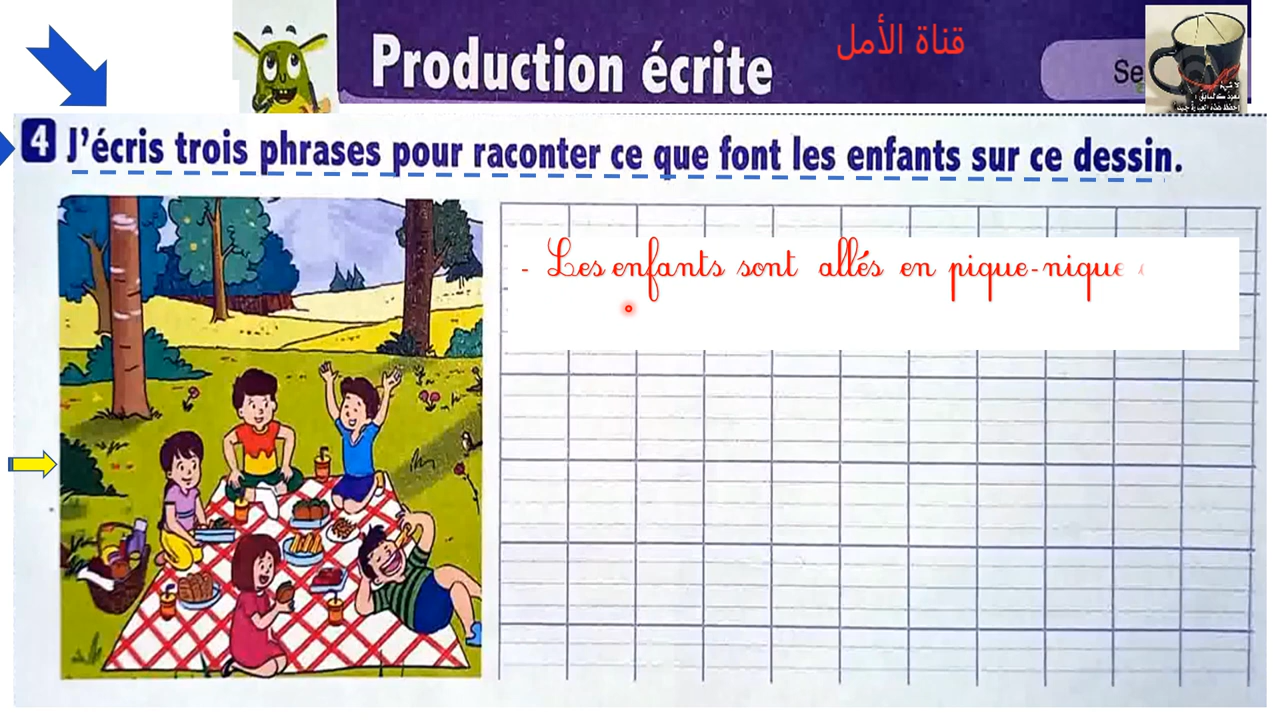 Production écrite
قناة الأمل
Se
4 J'écris trois phrases pour raconter ce que font les enfants sur ce dessin.
- Les enfants sont allés en pique-nique